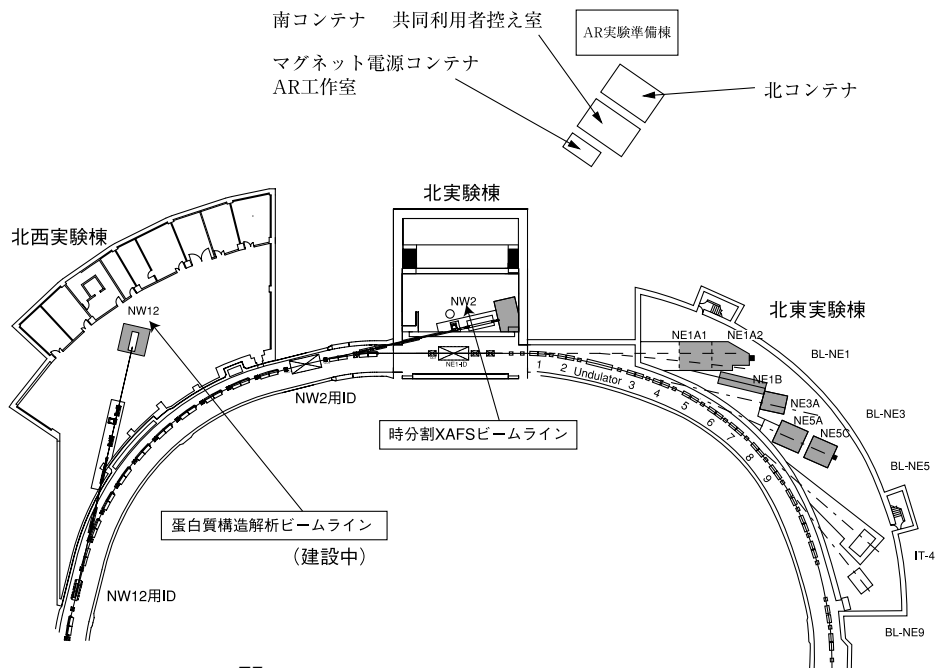 南コンテナ 共同利用者控え室
AR実験準備棟
マグネット電源コンテナ
AR工作室
北コンテナ
北実験棟
北西実験棟
北東実験棟
NW12
NW2
NE1A1
NE1A2
BL-NE1
NE1B
NE3A
BL-NE3
NE5A
NE5C
BL-NE5
IT-4
BL-NE9
NE1-ID
1
2
Undulator
3
4
5
6
7
8
9
NW2用ID
時分割XAFSビームライン
蛋白質構造解析ビームライン
(建設中)
NW12用ID